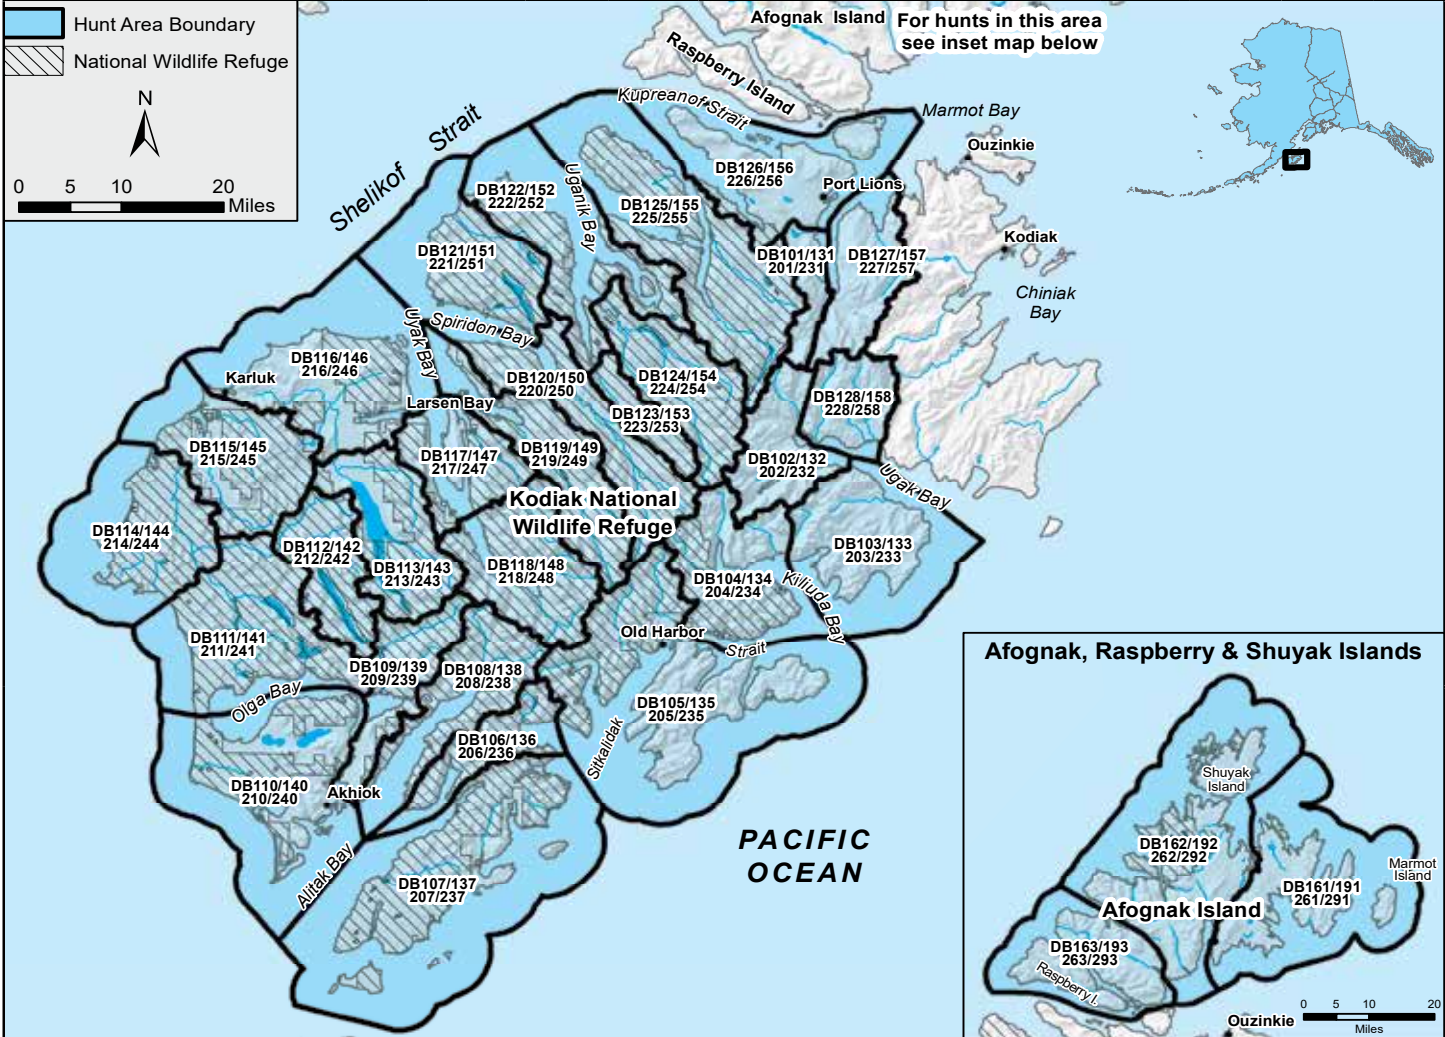 Hunt Area Boundary
National Wildlife Refuge
N
0 5 10 20
Miles
Afognak Island
For hunts in this area
see inset map below
Raspberry Island
Kupreanof Strait
Marmot Bay
Ouzinkie
Shelikof Strait
DB126/156
226/256
Port Lions
DB122/152
222/252
Uganik Bay
DB125/155
225/255
DB121/151
221/251
DB101/131
201/231
DB127/157
227/257
Kodiak
Chiniak
Bay
Uyak Bay
Spiridon Bay
DB116/146
216/246
Karluk
DB120/150
220/250
DB124/154
224/254
DB128/158
228/258
Larsen Bay
DB123/153
223/253
DB115/145
215/245
DB117/147
217/247
DB119/149
219/249
DB102/132
202/232
Ugak Bay
Kodiak National
Wildlife Refuge
DB114/144
214/244
DB112/142
212/242
DB113/143
213/243
DB118/148
218/248
DB103/133
203/233
DB104/134
204/234
Kiliuda Bay
DB111/141
211/241
Old Harbor
Strait
DB109/139
209/239
DB108/138
208/238
Olga Bay
DB105/135
205/235
Sitkalidak
DB106/136
206/236
DB110/140
210/240
Akhiok
Alitak Bay
DB107/137
207/237
PACIFIC
OCEAN
Afognak, Raspberry & Shuyak Islands
Shuyak
Island
DB162/192
262/292
Marmot
Island
DB161/191
261/291
Afognak Island
DB163/193
263/293
Raspberry I.
Ouzinkie
0 5 10 20
Miles